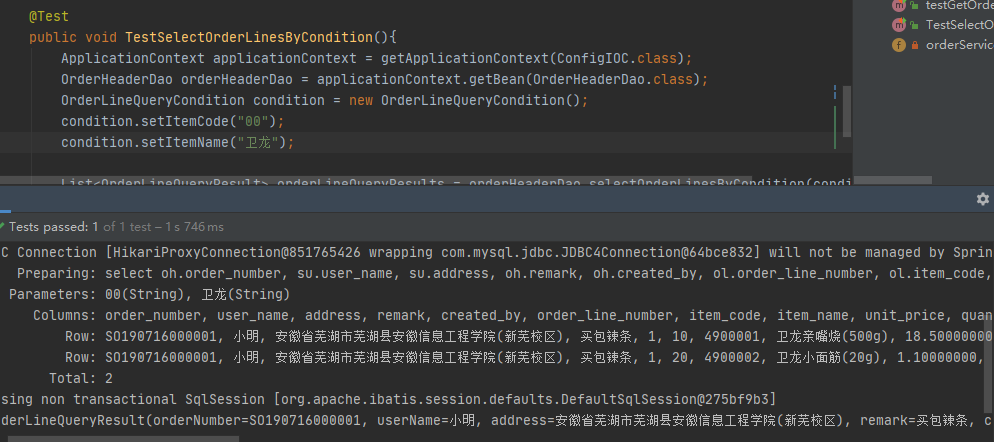 @Test
testGetOrde
public void TestSelectOrderLinesByCondition(){
TestSelectO
ApplicationContext applicationContext = getApplicationContext(ConfigIOC.class);
orderServic
OrderHeaderDao orderHeaderDao = applicationContext.getBean(OrderHeaderDao.class);
OrderLineQueryCondition condition = new OrderLineQueryCondition();
condition.setItemCode("00");
condition.setItemName("卫龙");
List<OrderLineQueryResult> orderLineQueryResults = orderHeaderDao.selectOrderLinesByCondition(condi
Tests passed: 1 of 1 test – 1 s 746 ms
C Connection [HikariProxyConnection@851765426 wrapping com.mysql.jdbc.JDBC4Connection@64bce832] will not be managed by Sprin
Preparing: select oh.order_number, su.user_name, su.address, oh.remark, oh.created_by, ol.order_line_number, ol.item_code,
Parameters: 00(String), 卫龙(String)
Columns: order_number, user_name, address, remark, created_by, order_line_number, item_code, item_name, unit_price, quan
Row: SO190716000001, 小明, 安徽省芜湖市芜湖县安徽信息工程学院(新芜校区), 买包辣条, 1, 10, 4900001, 卫龙亲嘴烧(500g), 18.50000000
Row: SO190716000001, 小明, 安徽省芜湖市芜湖县安徽信息工程学院(新芜校区), 买包辣条, 1, 20, 4900002, 卫龙小面筋(20g), 1.10000000,
Total: 2
sing non transactional SqlSession [org.apache.ibatis.session.defaults.DefaultSqlSession@275bf9b3]
derLineQueryResult(orderNumber=SO190716000001, userName=小明, address=安徽省芜湖市芜湖县安徽信息工程学院(新芜校区), remark=买包辣条, c